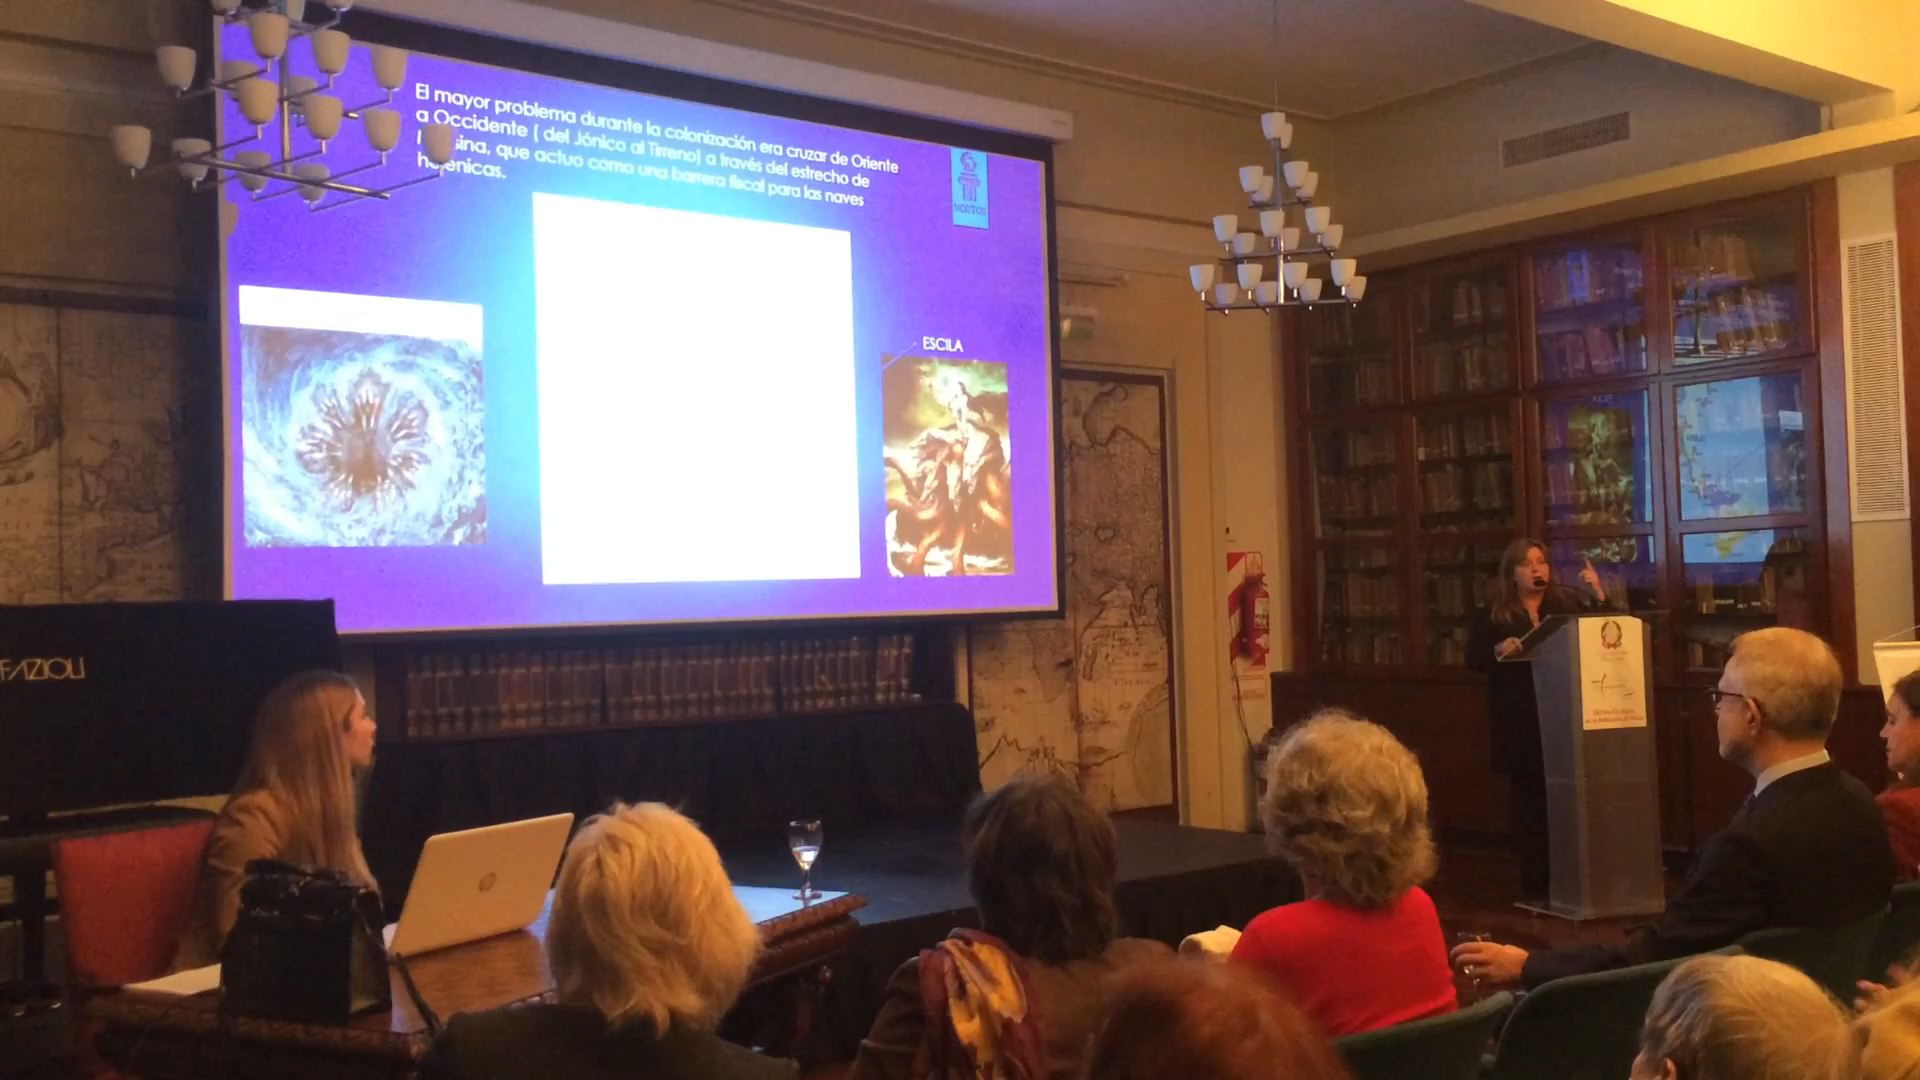 El mayor problema durante la colonización era cruzar de Oriente
a Occidente ( del Jónico al Tirreno) a través del estrecho de
que actuo como una barrera fiscal para las naves
ESCILA
NOSTOS
FAZIOLI